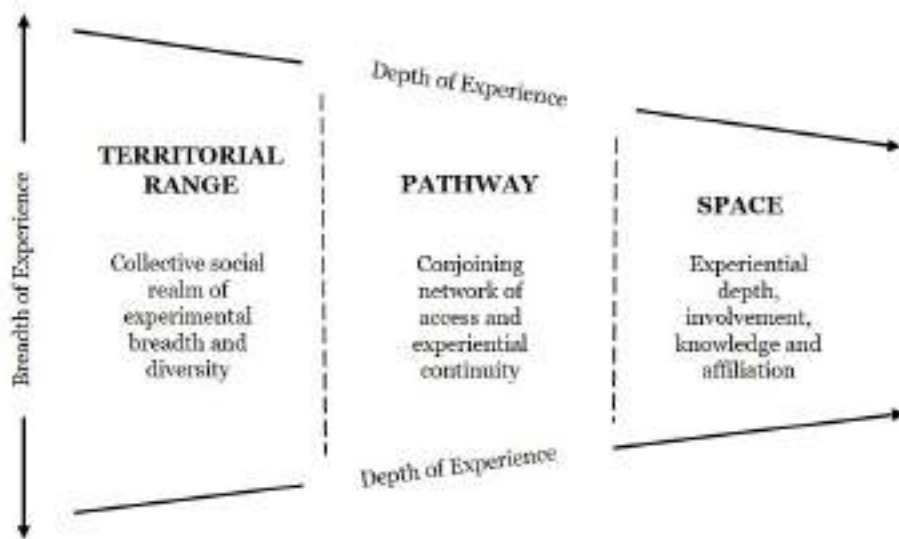 Depth of Experience
Breadth of Experience
TERRITORIAL
RANGE
Collective social
realm of
experimental
breadth and
diversity
PATHWAY
Conjoining
network of
access and
experiential
continuity
SPACE
Experiential
depth,
involvement,
knowledge and
affiliation
Depth of Experience